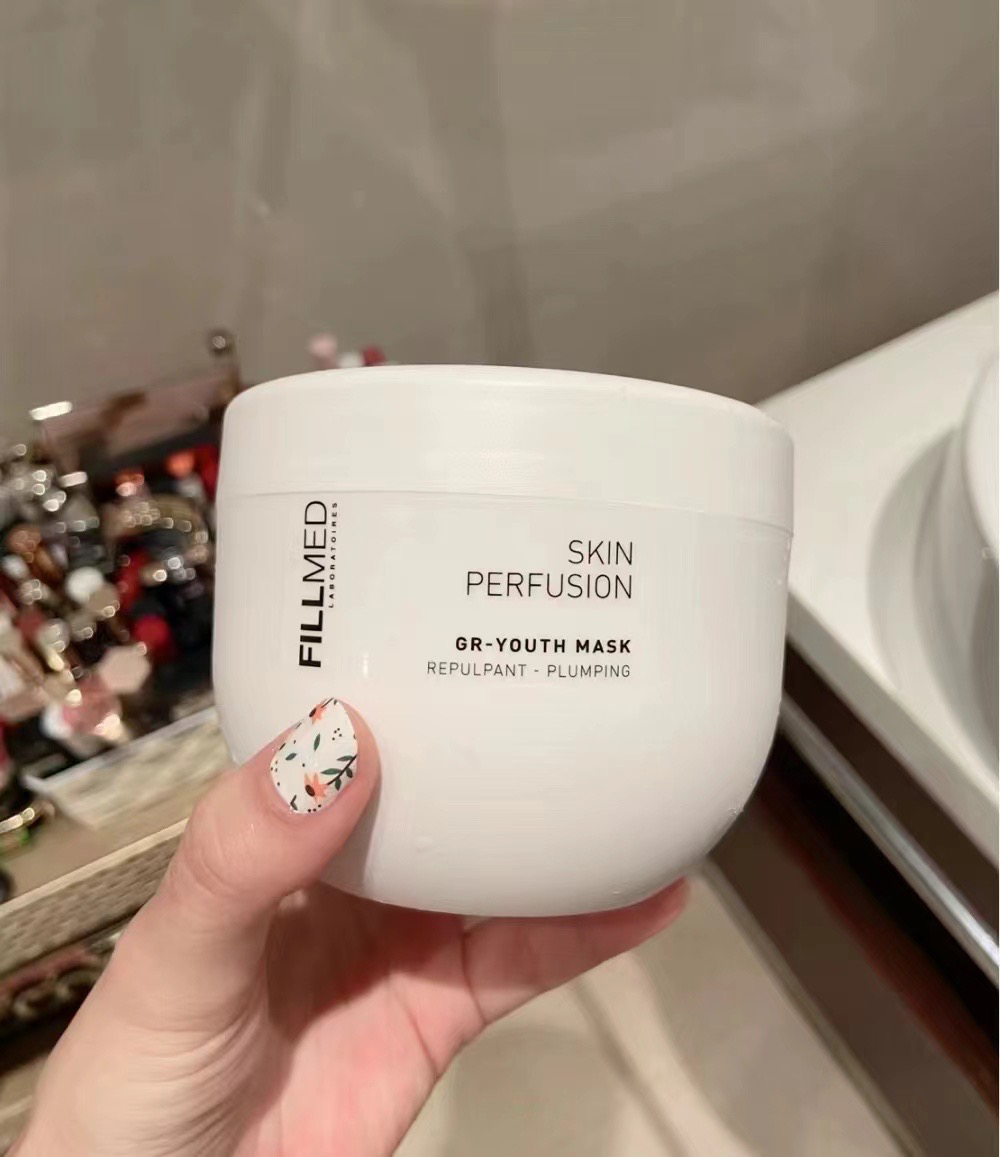 FILLMED
LABORATOIRES
SKIN
PERFUSION
GR-YOUTH MASK
REPULPANT - PLUMPING